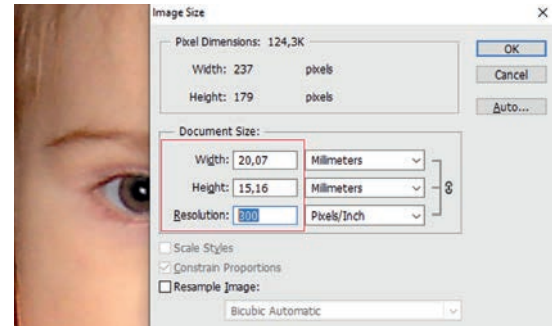 Image Size
Pixel Dimensions: 124,3K
Width: 237 pixels
Height: 179 pixels
OK
Cancel
Auto...
Document Size:
Width: 20,07 Millimeters
Height: 15,16 Millimeters
Resolution: 300 Pixels/Inch
Scale Styles
Constrain Proportions
Resample Image:
Bicubic Automatic